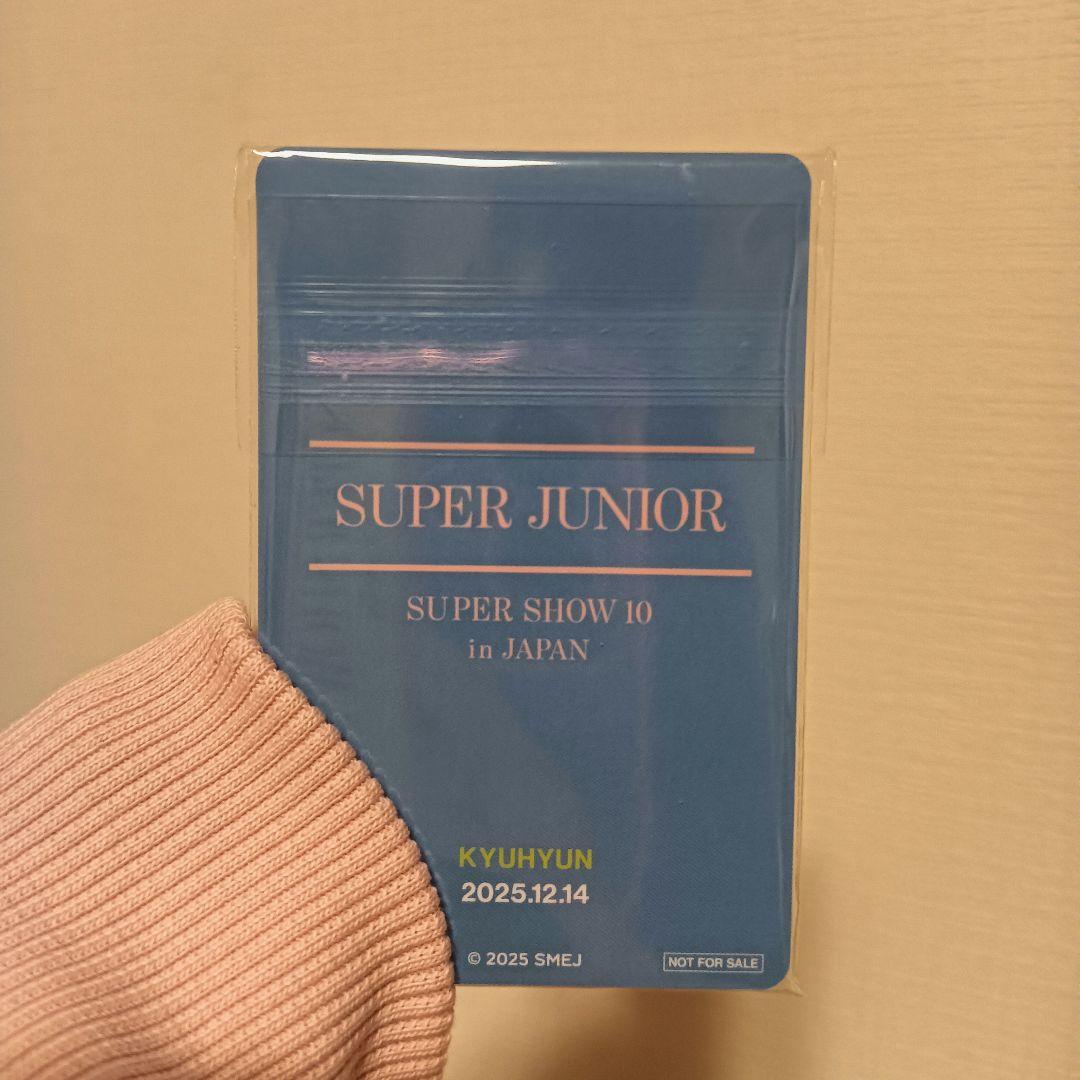 SUPER JUNIOR
SUPER SHOW 10
in JAPAN
KYUHYUN
2025.12.14
© 2025 SMEJ
NOT FOR SALE